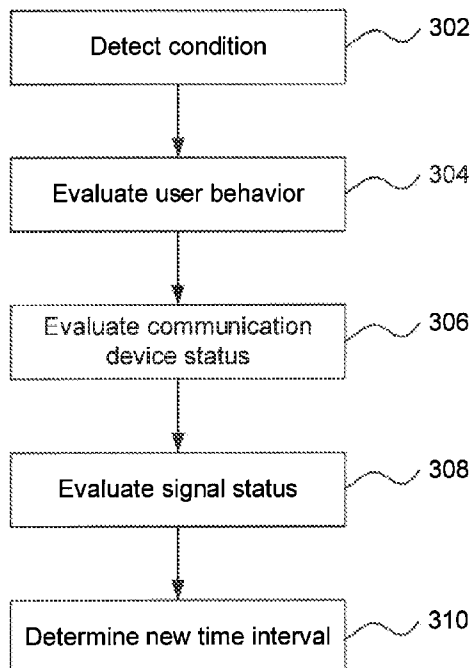 Detect condition
302
Evaluate user behavior
304
Evaluate communication
device status
306
Evaluate signal status
308
Determine new time interval
310